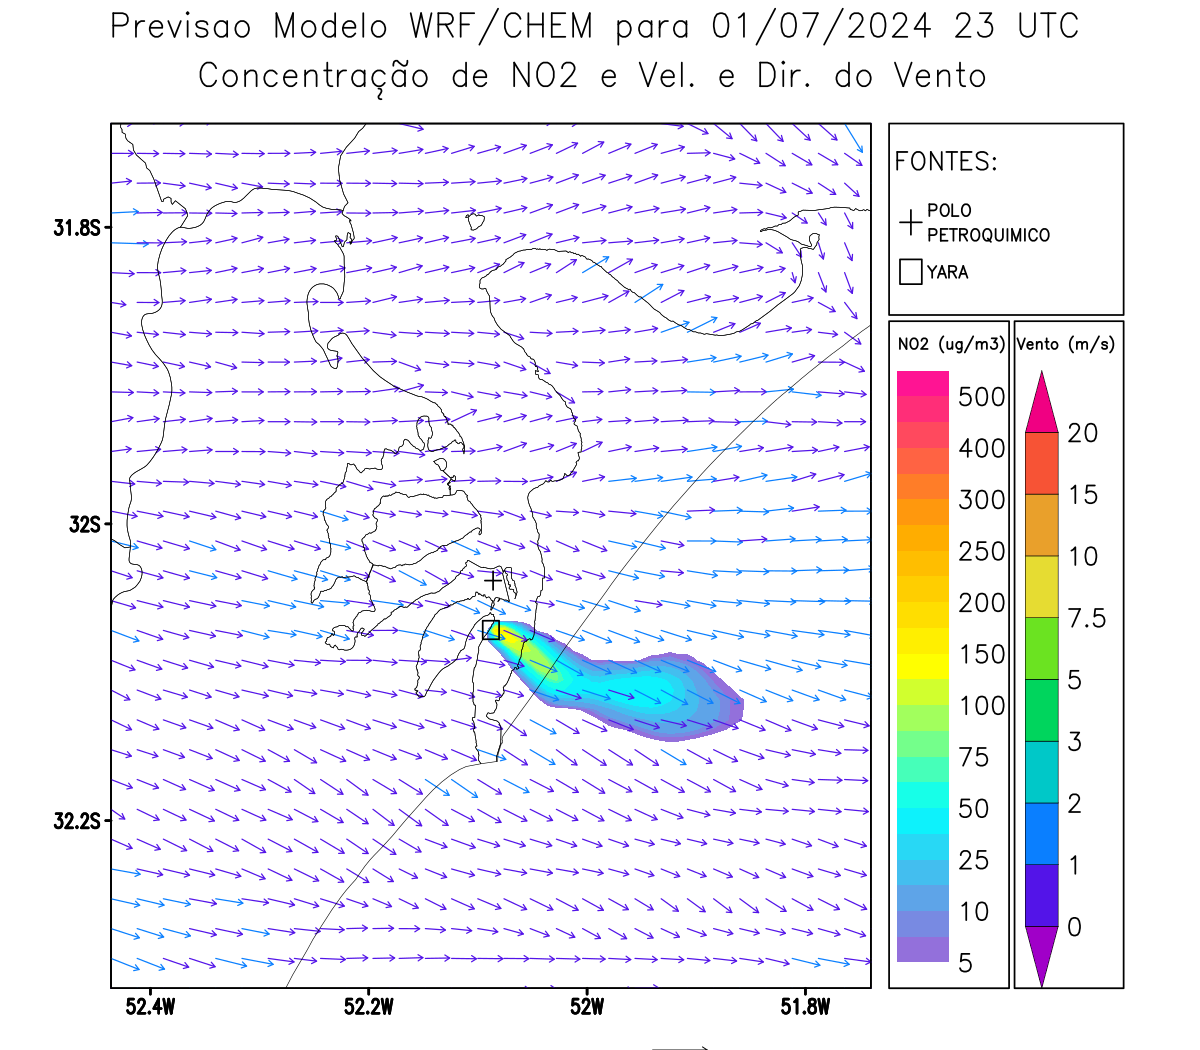 Previsao Modelo WRF/CHEM para 01/07/2024 23 UTC
Concentração de NO2 e Vel. e Dir. do Vento
FONTES:
POLO
PETROQUIMICO
YARA
NO2 (ug/m3)
500
400
300
250
200
150
100
75
50
25
10
5
Vento (m/s)
20
15
10
7.5
5
3
2
1
0
31.8S
32S
32.2S
52.4W
52.2W
52W
51.8W